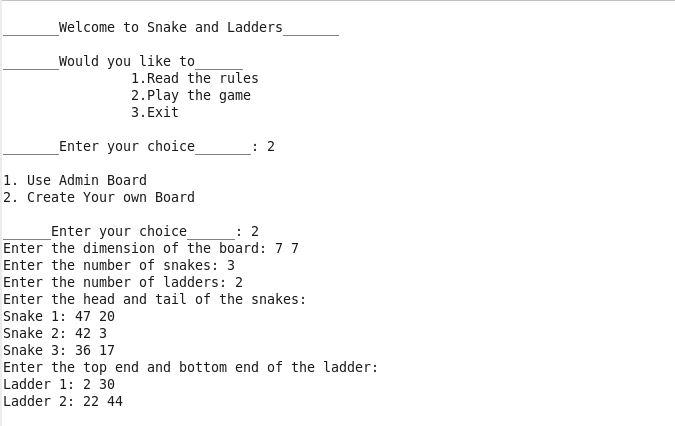 _______Welcome to Snake and Ladders_______
_______Would you like to______
1.Read the rules
2.Play the game
3.Exit
_______Enter your choice_______: 2
1. Use Admin Board
2. Create Your own Board
______Enter your choice______: 2
Enter the dimension of the board: 7 7
Enter the number of snakes: 3
Enter the number of ladders: 2
Enter the head and tail of the snakes:
Snake 1: 47 20
Snake 2: 42 3
Snake 3: 36 17
Enter the top end and bottom end of the ladder:
Ladder 1: 2 30
Ladder 2: 22 44